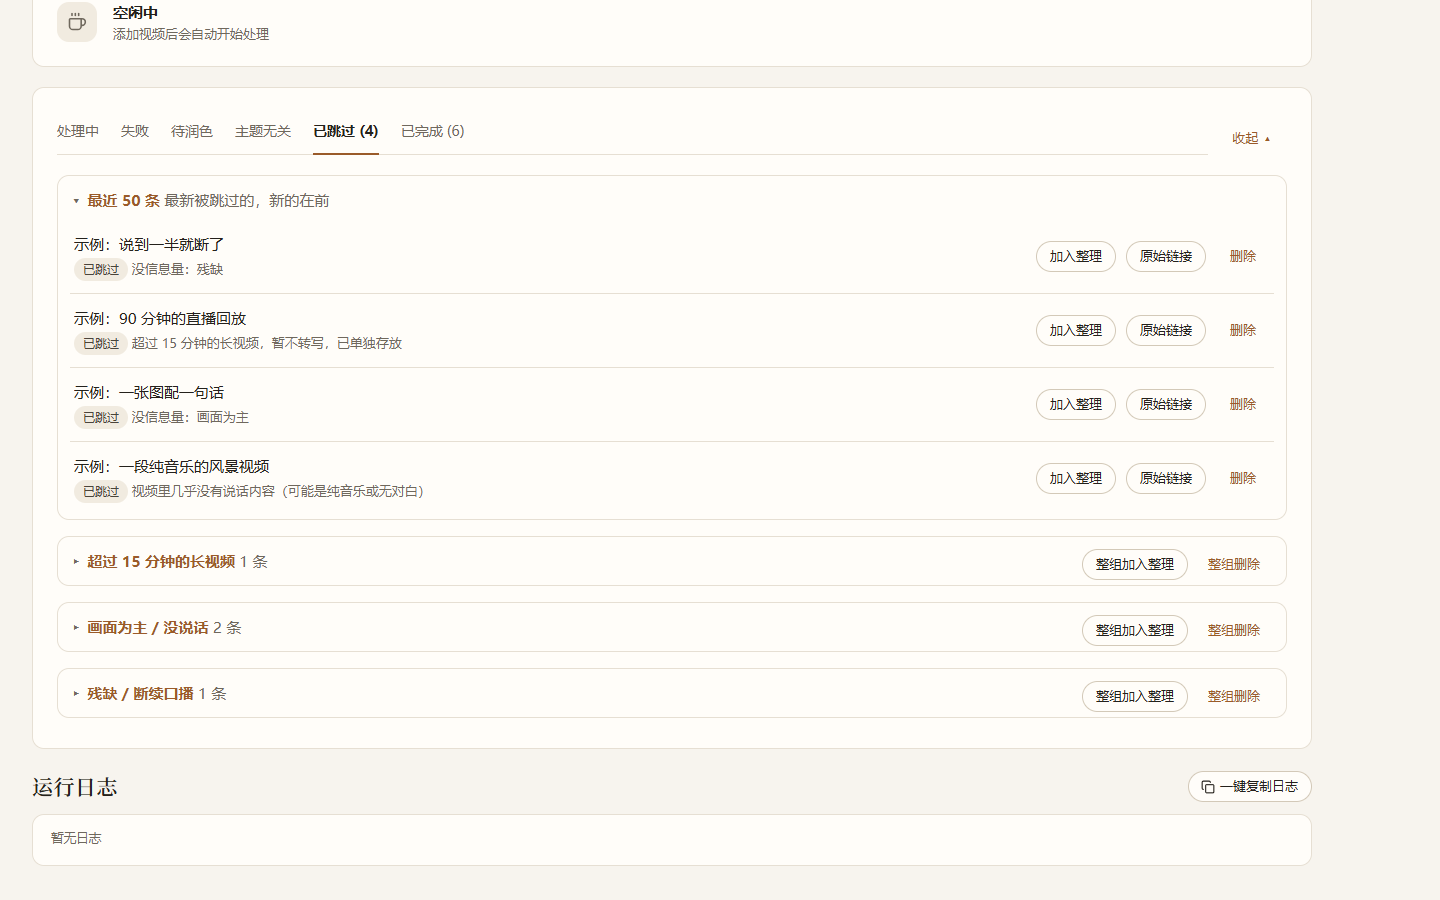 空闲中
添加视频后会自动开始处理
处理中 失败 待润色 主题无关 已跳过 (4) 已完成 (6) 收起
最近 50 条 最新被跳过的，新的在前
示例：说到一半就断了
已跳过 没信息量：残缺 加入整理 原始链接 删除
示例：90 分钟的直播回放
已跳过 超过 15 分钟的长视频，暂不转写，已单独存放 加入整理 原始链接 删除
示例：一张图配一句话
已跳过 没信息量：画面为主 加入整理 原始链接 删除
示例：一段纯音乐的风景视频
已跳过 视频里几乎没有说话内容（可能是纯音乐或无对白） 加入整理 原始链接 删除
超过 15 分钟的长视频 1 条 整组加入整理 整组删除
画面为主 / 没说话 2 条 整组加入整理 整组删除
残缺 / 断续口播 1 条 整组加入整理 整组删除
运行日志 一键复制日志
暂无日志